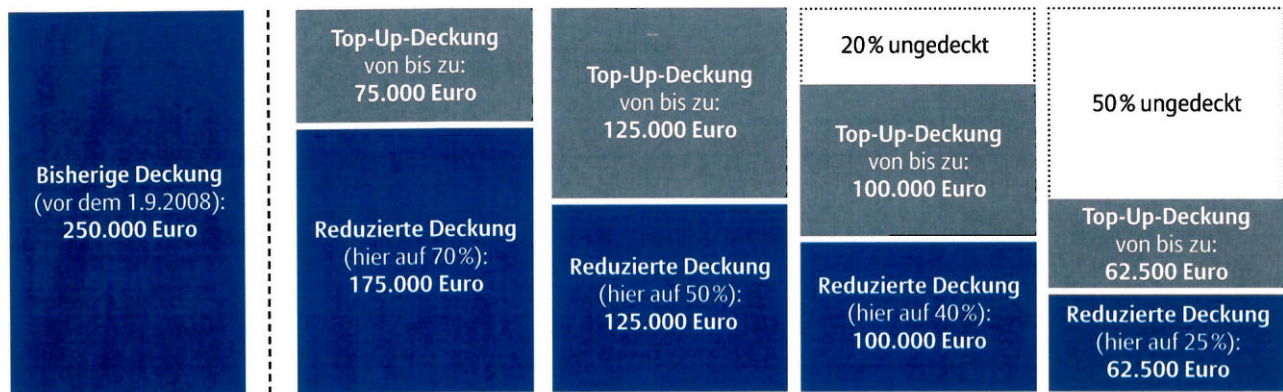 Bisherige Deckung
(vor dem 1.9.2008):
250.000 Euro
Top-Up-Deckung
von bis zu:
75.000 Euro
Reduzierte Deckung
(hier auf 70%):
175.000 Euro
Top-Up-Deckung
von bis zu:
125.000 Euro
Reduzierte Deckung
(hier auf 50%):
125.000 Euro
20% ungedeckt
Top-Up-Deckung
von bis zu:
100.000 Euro
Reduzierte Deckung
(hier auf 40%):
100.000 Euro
50% ungedeckt
Top-Up-Deckung
von bis zu:
62.500 Euro
Reduzierte Deckung
(hier auf 25%):
62.500 Euro